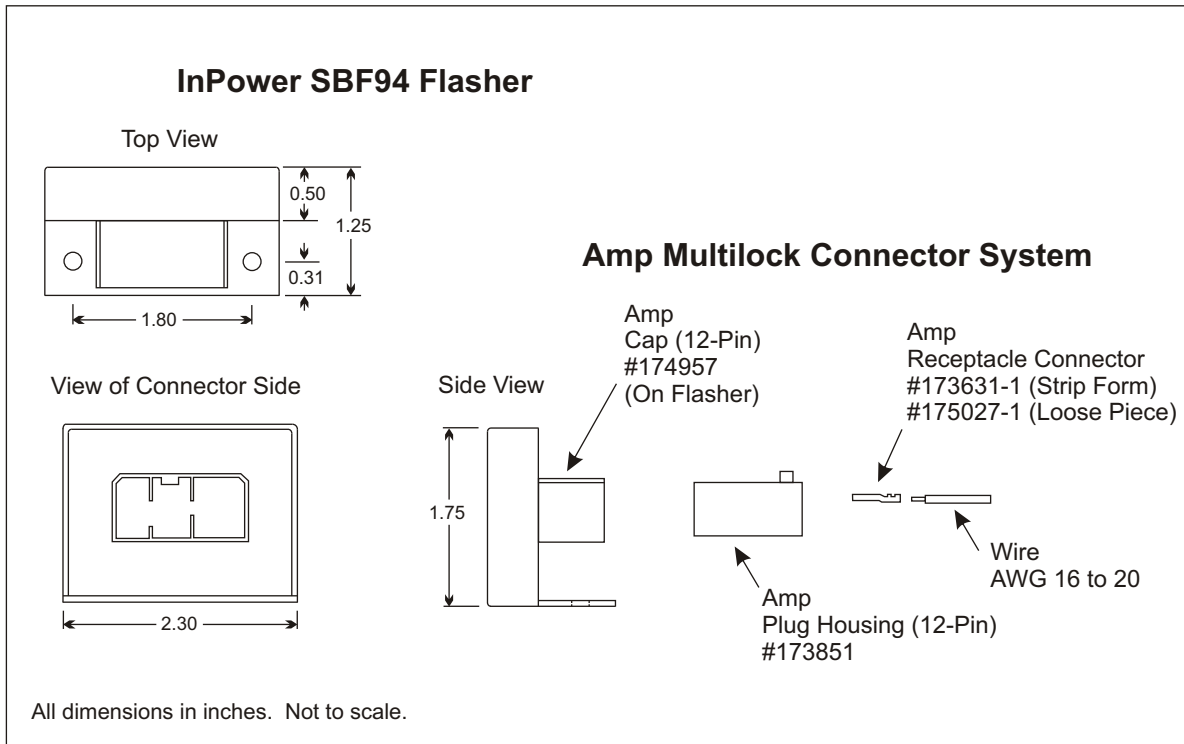 InPower SBF94 Flasher
Top View
0.50
1.25
0.31
1.80
Amp Multilock Connector System
View of Connector Side
2.30
Side View
1.75
Amp
Cap (12-Pin)
#174957
(On Flasher)
Amp
Receptacle Connector
#173631-1 (Strip Form)
#175027-1 (Loose Piece)
Wire
AWG 16 to 20
Amp
Plug Housing (12-Pin)
#173851
All dimensions in inches. Not to scale.